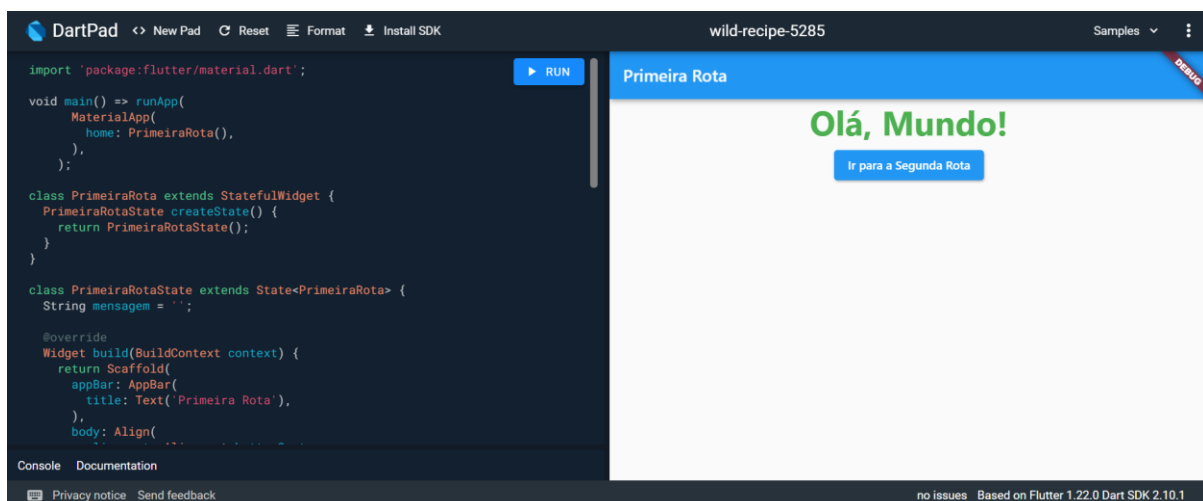 DartPad <> New Pad Reset Format Install SDK wild-recipe-5285 Samples
import 'package:flutter/material.dart';
RUN
void main() => runApp(
MaterialApp(
home: PrimeiraRota(),
),
);
class PrimeiraRota extends StatefulWidget {
PrimeiraRotaState createState() {
return PrimeiraRotaState();
}
}
class PrimeiraRotaState extends State<PrimeiraRota> {
String mensagem = '';
@override
Widget build(BuildContext context) {
return Scaffold(
appBar: AppBar(
title: Text('Primeira Rota'),
),
body: Align(
Console Documentation
Primeira Rota
DEBUG
Olá, Mundo!
Ir para a Segunda Rota
Privacy notice Send feedback
no issues Based on Flutter 1.22.0 Dart SDK 2.10.1